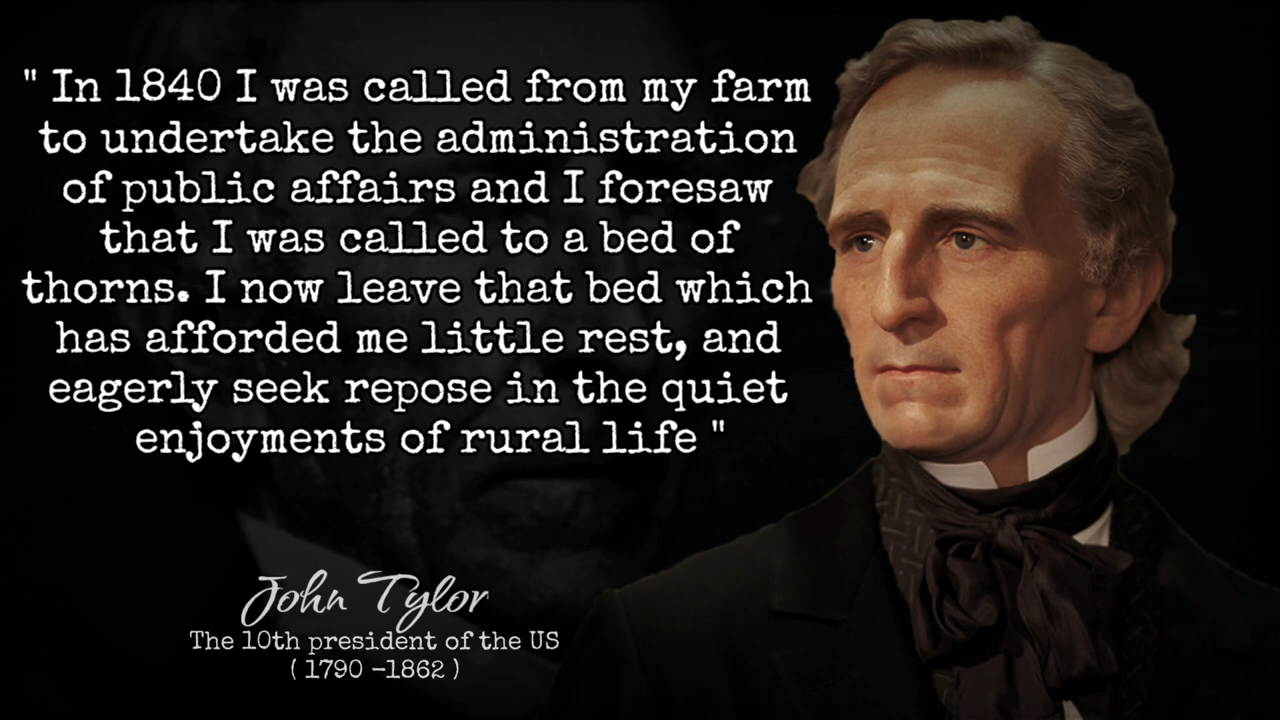 " In 1840 I was called from my farm
to undertake the administration
of public affairs and I foresaw
that I was called to a bed of
thorns. I now leave that bed which
has afforded me little rest, and
eagerly seek repose in the quiet
enjoyments of rural life "
John Tylor
The 10th president of the US
( 1790 -1862 )